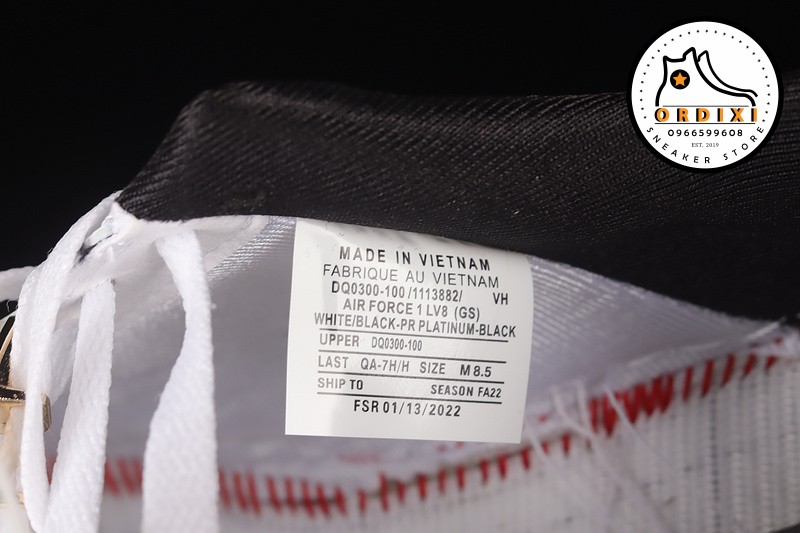 ORDIXI
0966599608
EST. 2019
SNEAKER STORE
MADE IN VIETNAM
FABRIQUE AU VIETNAM
DQ0300-100 /1113882/ VH
AIR FORCE 1 LV8 (GS)
WHITE/BLACK-PR PLATINUM-BLACK
UPPER DQ0300-100
LAST QA-7H/H SIZE M 8.5
SHIP TO SEASON FA22
FSR 01/13/2022